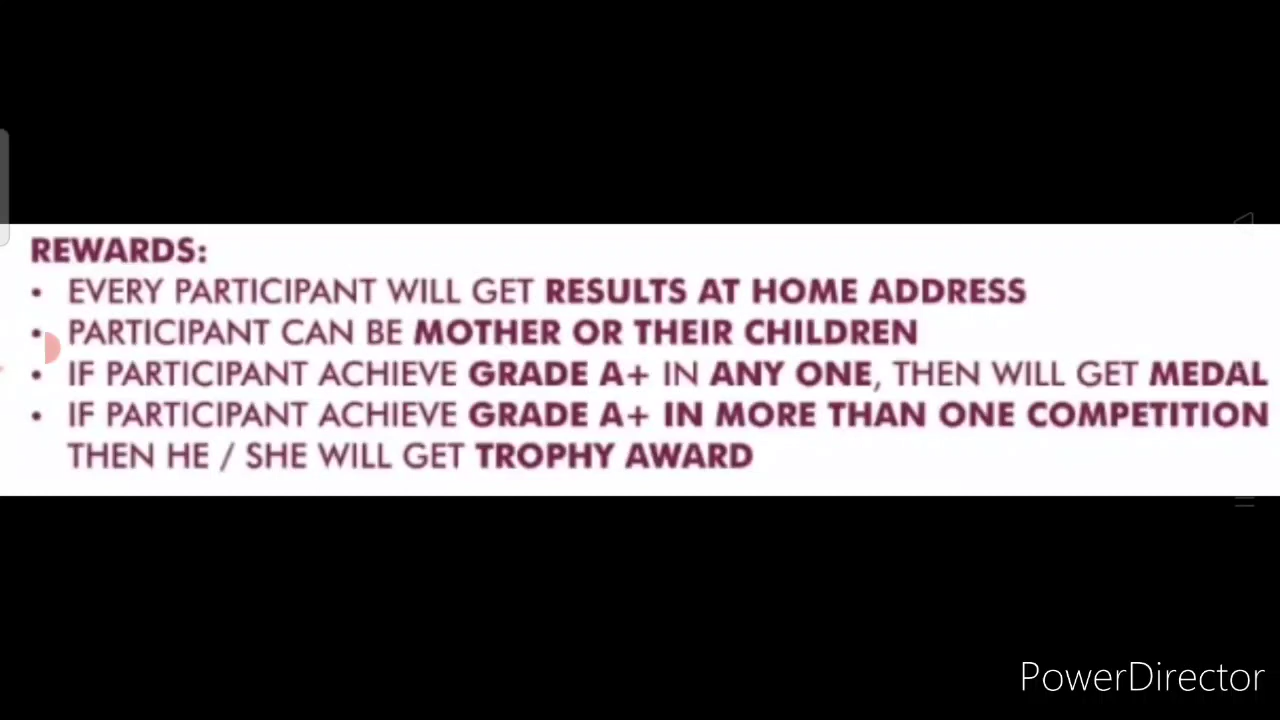 REWARDS:
• EVERY PARTICIPANT WILL GET RESULTS AT HOME ADDRESS
• PARTICIPANT CAN BE MOTHER OR THEIR CHILDREN
• IF PARTICIPANT ACHIEVE GRADE A+ IN ANY ONE, THEN WILL GET MEDAL
• IF PARTICIPANT ACHIEVE GRADE A+ IN MORE THAN ONE COMPETITION
THEN HE / SHE WILL GET TROPHY AWARD
PowerDirector